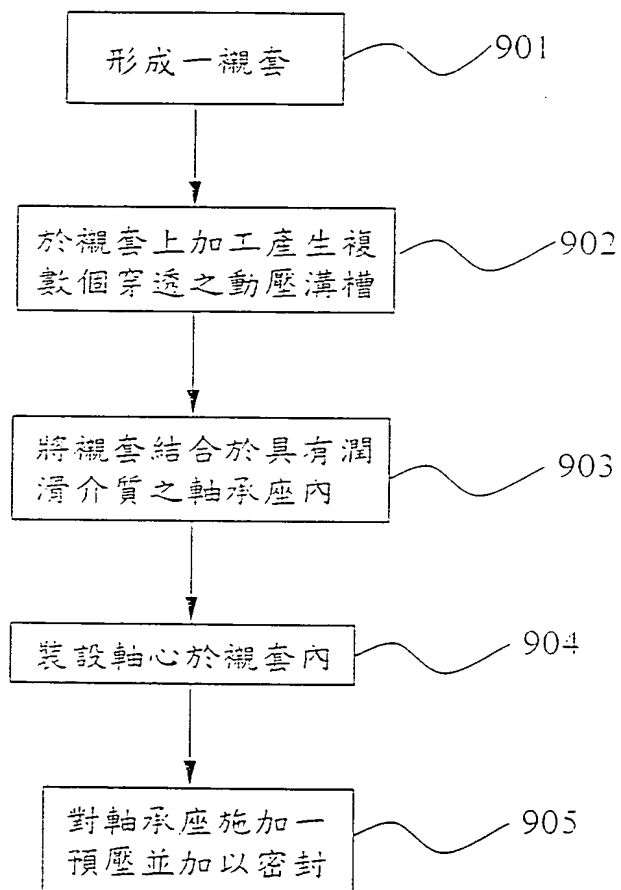 形成一襯套
901
於襯套上加工產生複
數個穿透之動壓溝槽
902
將襯套結合於具有潤
滑介質之軸承座內
903
裝設軸心於襯套內
904
對軸承座施加一
預壓並加以密封
905